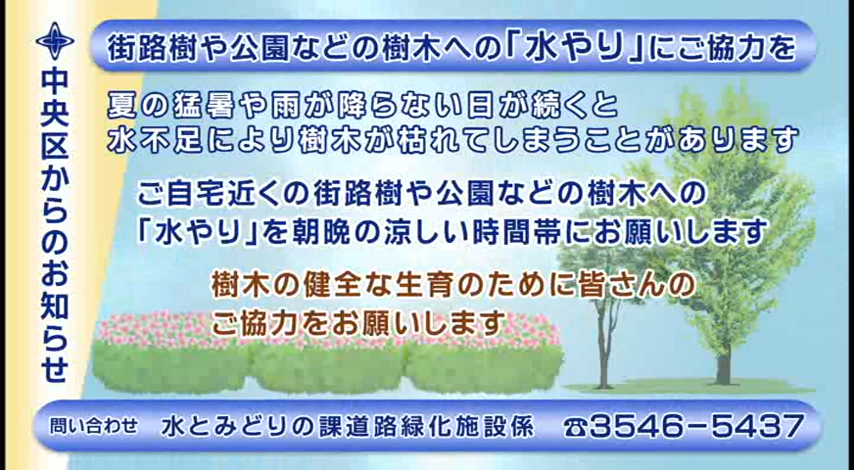 街路樹や公園などの樹木への「水やり」にご協力を
中央区からのお知らせ
夏の猛暑や雨が降らない日が続くと
水不足により樹木が枯れてしまうことがあります
ご自宅近くの街路樹や公園などの樹木への
「水やり」を朝晩の涼しい時間帯にお願いします
樹木の健全な生育のために皆さんの
ご協力をお願いします
問い合わせ 水とみどりの課道路緑化施設係 ☎3546-5437